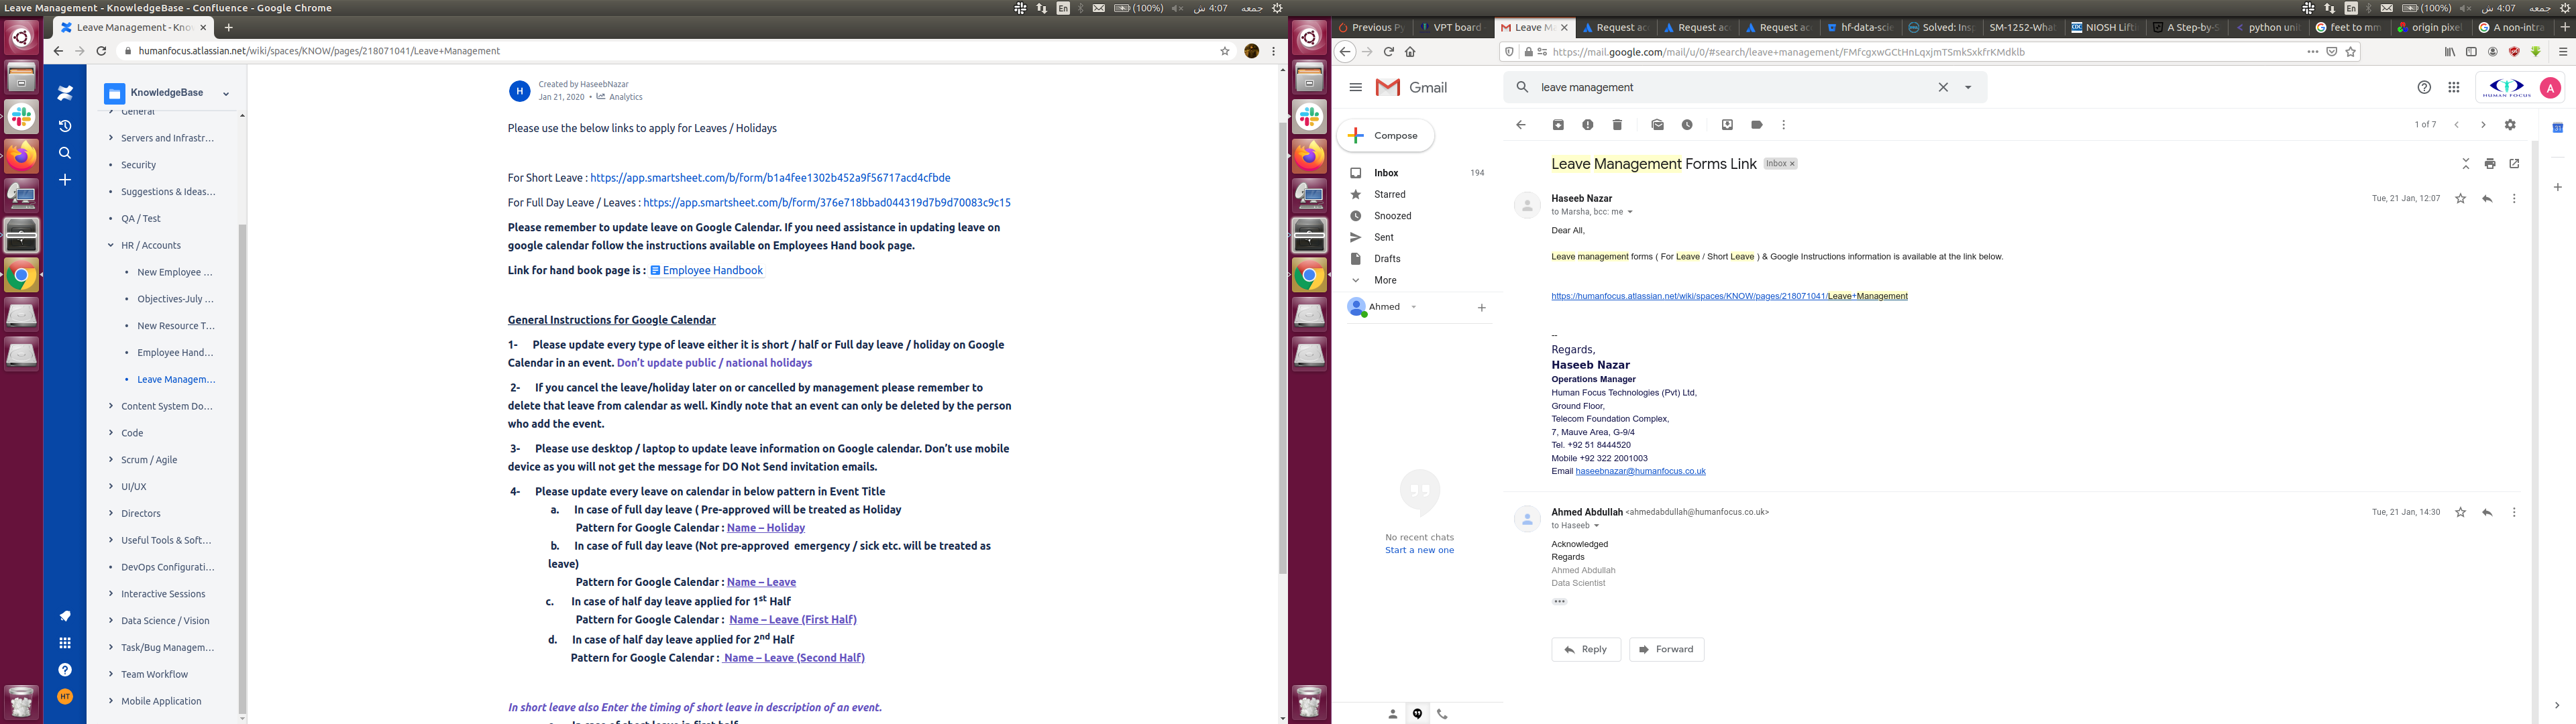 Leave Management - KnowledgeBase - Confluence - Google Chrome
En
(100%)
4:07 ش
جمعه
En
(100%)
4:07 ش
جمعه
Leave Management - Know
humanfocus.atlassian.net/wiki/spaces/KNOW/pages/218071041/Leave+Management
KnowledgeBase
General
Servers and Infrastr...
Security
Suggestions & Ideas...
QA / Test
HR / Accounts
New Employee ...
Objectives-July ...
New Resource T...
Employee Hand...
Leave Managem...
Content System Do...
Code
Scrum / Agile
UI/UX
Directors
Useful Tools & Soft...
DevOps Configurati...
Interactive Sessions
Data Science / Vision
Task/Bug Managem...
Team Workflow
Mobile Application
HT
H
Created by HaseebNazar
Jan 21, 2020 • Analytics
Please use the below links to apply for Leaves / Holidays
For Short Leave : https://app.smartsheet.com/b/form/b1a4fee1302b452a9f56717acd4cfbde
For Full Day Leave / Leaves : https://app.smartsheet.com/b/form/376e718bbad044319d7b9d70083c9c15
Please remember to update leave on Google Calendar. If you need assistance in updating leave on
google calendar follow the instructions available on Employees Hand book page.
Link for hand book page is : Employee Handbook
General Instructions for Google Calendar
1- Please update every type of leave either it is short / half or Full day leave / holiday on Google
Calendar in an event. Don't update public / national holidays
2- If you cancel the leave/holiday later on or cancelled by management please remember to
delete that leave from calendar as well. Kindly note that an event can only be deleted by the person
who add the event.
3- Please use desktop / laptop to update leave information on Google calendar. Don't use mobile
device as you will not get the message for DO Not Send invitation emails.
4- Please update every leave on calendar in below pattern in Event Title
a. In case of full day leave ( Pre-approved will be treated as Holiday
Pattern for Google Calendar : Name – Holiday
b. In case of full day leave (Not pre-approved emergency / sick etc. will be treated as
leave)
Pattern for Google Calendar : Name – Leave
c. In case of half day leave applied for 1st Half
Pattern for Google Calendar : Name – Leave (First Half)
d. In case of half day leave applied for 2nd Half
Pattern for Google Calendar : Name – Leave (Second Half)
In short leave also Enter the timing of short leave in description of an event.
Previous Py
VPT board
Leave M
Request acc
Request acc
Request acc
hf-data-scie
Solved: Insp
SM-1252-What
NIOSH Lifti
A Step-by-S
python unit
feet to mm
origin pixel
A non-intra
https://mail.google.com/mail/u/0/#search/leave+management/FMfcgxwGCtHnLqxjmTSmkSxkfrKMdklb
Gmail
leave management
HUMAN FOCUS
A
Compose
Inbox 194
Starred
Snoozed
Sent
Drafts
More
Ahmed
No recent chats
Start a new one
1 of 7
Leave Management Forms Link
Inbox x
Haseeb Nazar
Tue, 21 Jan, 12:07
to Marsha, bcc: me
Dear All,
Leave management forms ( For Leave / Short Leave ) & Google Instructions information is available at the link below.
https://humanfocus.atlassian.net/wiki/spaces/KNOW/pages/218071041/Leave+Management
--
Regards,
Haseeb Nazar
Operations Manager
Human Focus Technologies (Pvt) Ltd,
Ground Floor,
Telecom Foundation Complex,
7, Mauve Area, G-9/4
Tel. +92 51 8444520
Mobile +92 322 2001003
Email haseebnazar@humanfocus.co.uk
Ahmed Abdullah <ahmedabdullah@humanfocus.co.uk>
Tue, 21 Jan, 14:30
to Haseeb
Acknowledged
Regards
Ahmed Abdullah
Data Scientist
Reply
Forward